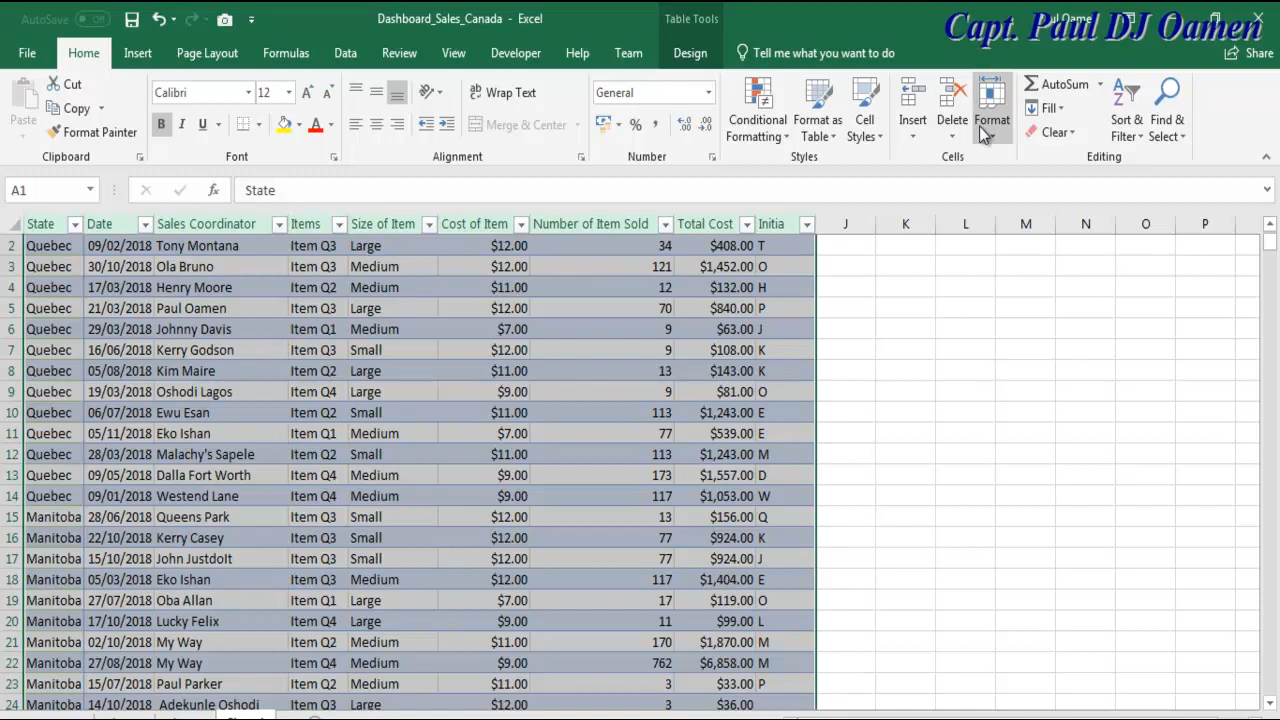 AutoSave Off Dashboard_Sales_Canada - Excel Table Tools
Capt. Paul DJ Oamen
File Home Insert Page Layout Formulas Data Review View Developer Help Team Design Tell me what you want to do Share
Paste Cut Copy Format Painter
Calibri 12 Wrap Text General
B I U Merge & Center
Conditional Formatting Format as Table Cell Styles Insert Delete Format
AutoSum Fill Clear Sort & Filter Find & Select
Clipboard Font Alignment Number Styles Cells Editing
A1 fx State
State Date Sales Coordinator Items Size of Item Cost of Item Number of Item Sold Total Cost Initia J K L M N O P
2 Quebec 09/02/2018 Tony Montana Item Q3 Large $12.00 34 $408.00 T
3 Quebec 30/10/2018 Ola Bruno Item Q3 Medium $12.00 121 $1,452.00 O
4 Quebec 17/03/2018 Henry Moore Item Q2 Medium $11.00 12 $132.00 H
5 Quebec 21/03/2018 Paul Oamen Item Q3 Large $12.00 70 $840.00 P
6 Quebec 29/03/2018 Johnny Davis Item Q1 Medium $7.00 9 $63.00 J
7 Quebec 16/06/2018 Kerry Godson Item Q3 Small $12.00 9 $108.00 K
8 Quebec 05/08/2018 Kim Maire Item Q2 Large $11.00 13 $143.00 K
9 Quebec 19/03/2018 Oshodi Lagos Item Q4 Large $9.00 9 $81.00 O
10 Quebec 06/07/2018 Ewu Esan Item Q2 Small $11.00 113 $1,243.00 E
11 Quebec 05/11/2018 Eko Ishan Item Q1 Medium $7.00 77 $539.00 E
12 Quebec 28/03/2018 Malachy's Sapele Item Q2 Small $11.00 113 $1,243.00 M
13 Quebec 09/05/2018 Dalla Fort Worth Item Q4 Medium $9.00 173 $1,557.00 D
14 Quebec 09/01/2018 Westend Lane Item Q4 Medium $9.00 117 $1,053.00 W
15 Manitoba 28/06/2018 Queens Park Item Q3 Small $12.00 13 $156.00 Q
16 Manitoba 22/10/2018 Kerry Casey Item Q3 Small $12.00 77 $924.00 K
17 Manitoba 15/10/2018 John JustdoIt Item Q3 Small $12.00 77 $924.00 J
18 Manitoba 05/03/2018 Eko Ishan Item Q3 Medium $12.00 117 $1,404.00 E
19 Manitoba 27/07/2018 Oba Allan Item Q1 Large $7.00 17 $119.00 O
20 Manitoba 17/10/2018 Lucky Felix Item Q4 Large $9.00 11 $99.00 L
21 Manitoba 02/10/2018 My Way Item Q2 Medium $11.00 170 $1,870.00 M
22 Manitoba 27/08/2018 My Way Item Q4 Medium $9.00 762 $6,858.00 M
23 Manitoba 15/07/2018 Paul Parker Item Q2 Medium $11.00 3 $33.00 P
24 Manitoba 14/10/2018 Adekunle Oshodi Item Q3 Large $12.00 3 $36.00